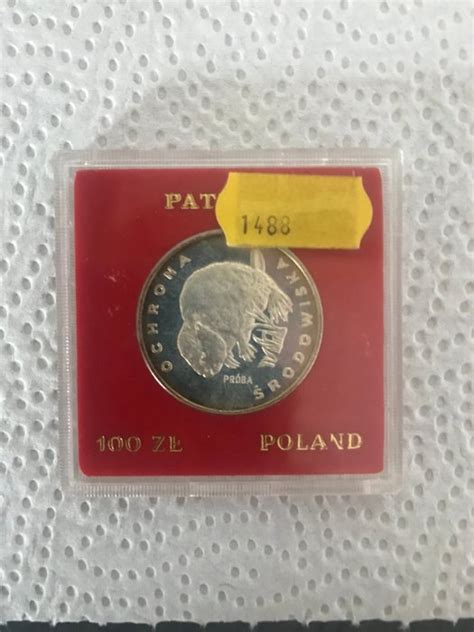 PAT
1488
OCHRONA ŚRODOWISKA
PRÓBA
100 ZŁ POLAND